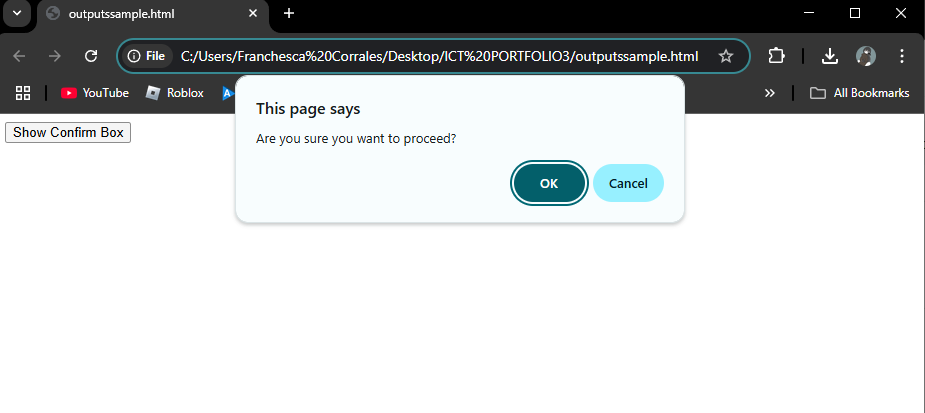 outputssample.html
File
C:/Users/Franchesca%20Corrales/Desktop/ICT%20PORTFOLIO3/outputssample.html
YouTube
Roblox
All Bookmarks
Show Confirm Box
This page says
Are you sure you want to proceed?
OK
Cancel